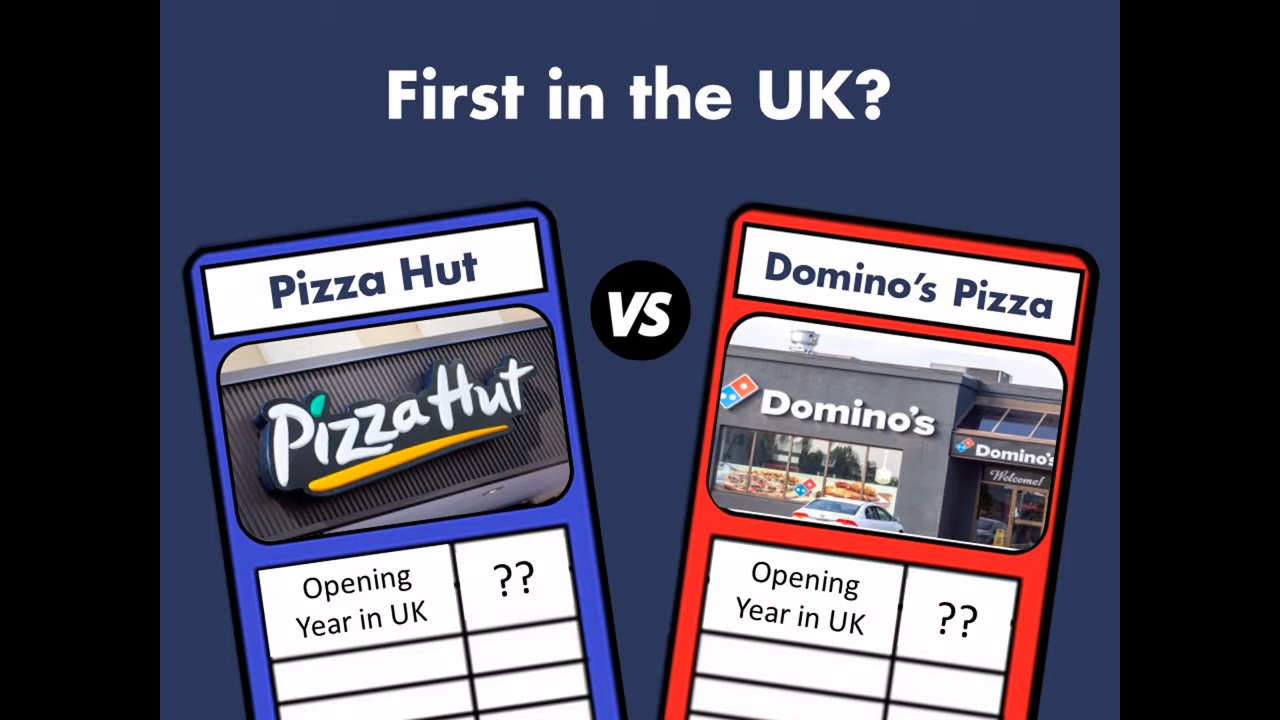 First in the UK?
Pizza Hut
VS
Domino's Pizza
Pizza Hut
Domino's
Domino's
Welcome!
Opening
Year in UK
??
Opening
Year in UK
??